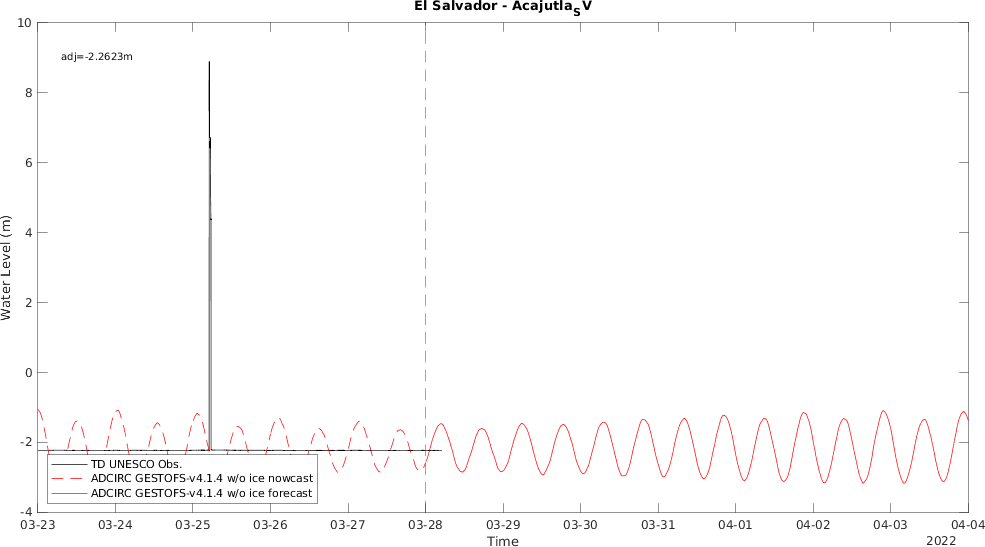 El Salvador - AcajutlaSV
adj=-2.2623m
10
8
6
4
2
0
-2
-4
Water Level (m)
TD UNESCO Obs.
ADCIRC GESTOFS-v4.1.4 w/o ice nowcast
ADCIRC GESTOFS-v4.1.4 w/o ice forecast
03-23 03-24 03-25 03-26 03-27 03-28 03-29 03-30 03-31 04-01 04-02 04-03 04-04
Time
2022